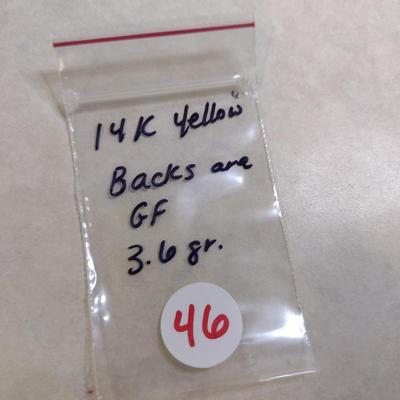 14K Yellow
Backs are
GF
3.6 gr.
46